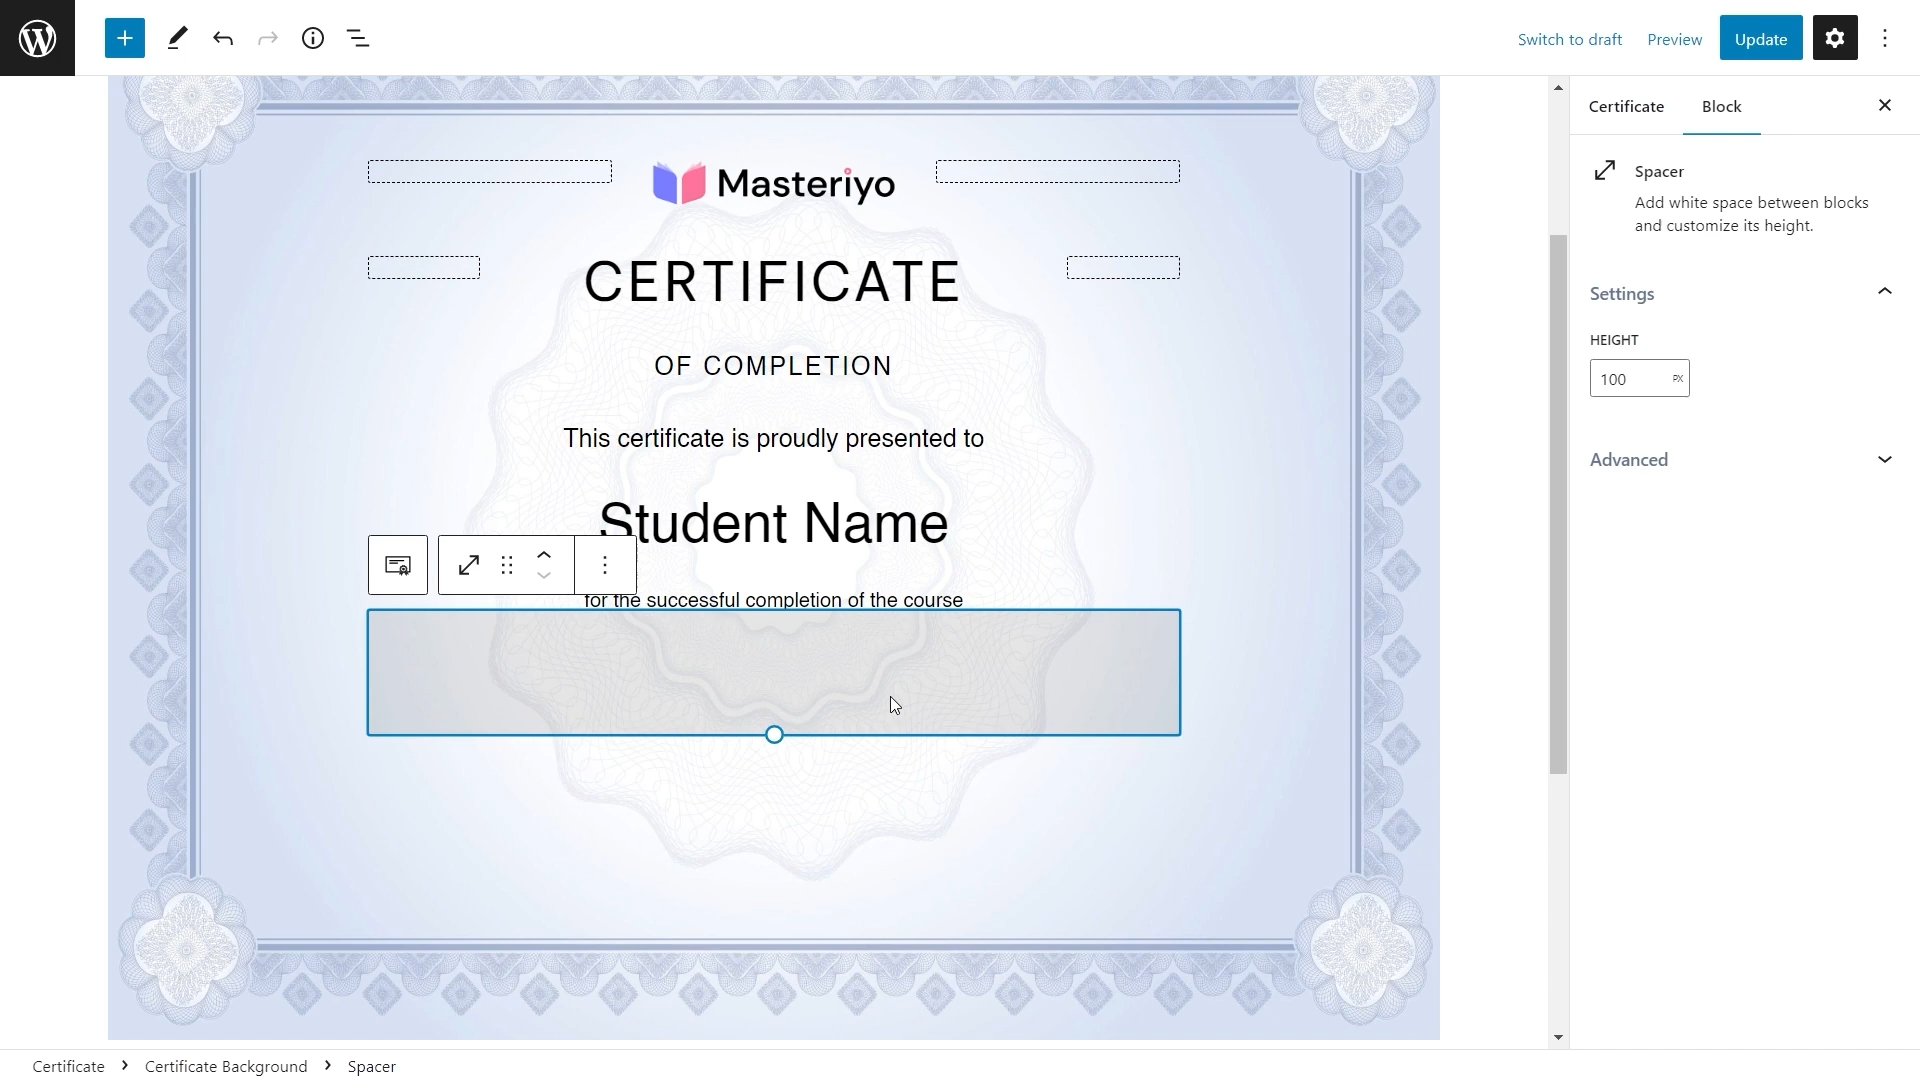 Switch to draft
Preview
Update
Masteriyo
CERTIFICATE
OF COMPLETION
This certificate is proudly presented to
Student Name
for the successful completion of the course
Certificate
Block
Spacer
Add white space between blocks
and customize its height.
Settings
HEIGHT
100 PX
Advanced
Certificate > Certificate Background > Spacer